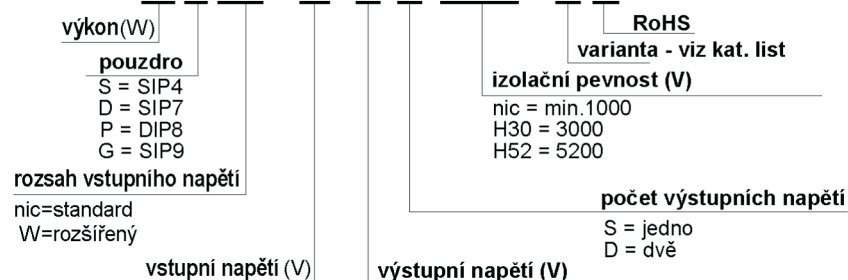 výkon(W)
RoHS
varianta - viz kat. list
pouzdro
S = SIP4
D = SIP7
P = DIP8
G = SIP9
izolační pevnost (V)
nic = min.1000
H30 = 3000
H52 = 5200
rozsah vstupního napětí
nic=standard
W=rozšířený
počet výstupních napětí
S = jedno
D = dvě
vstupní napětí (V)
výstupní napětí (V)